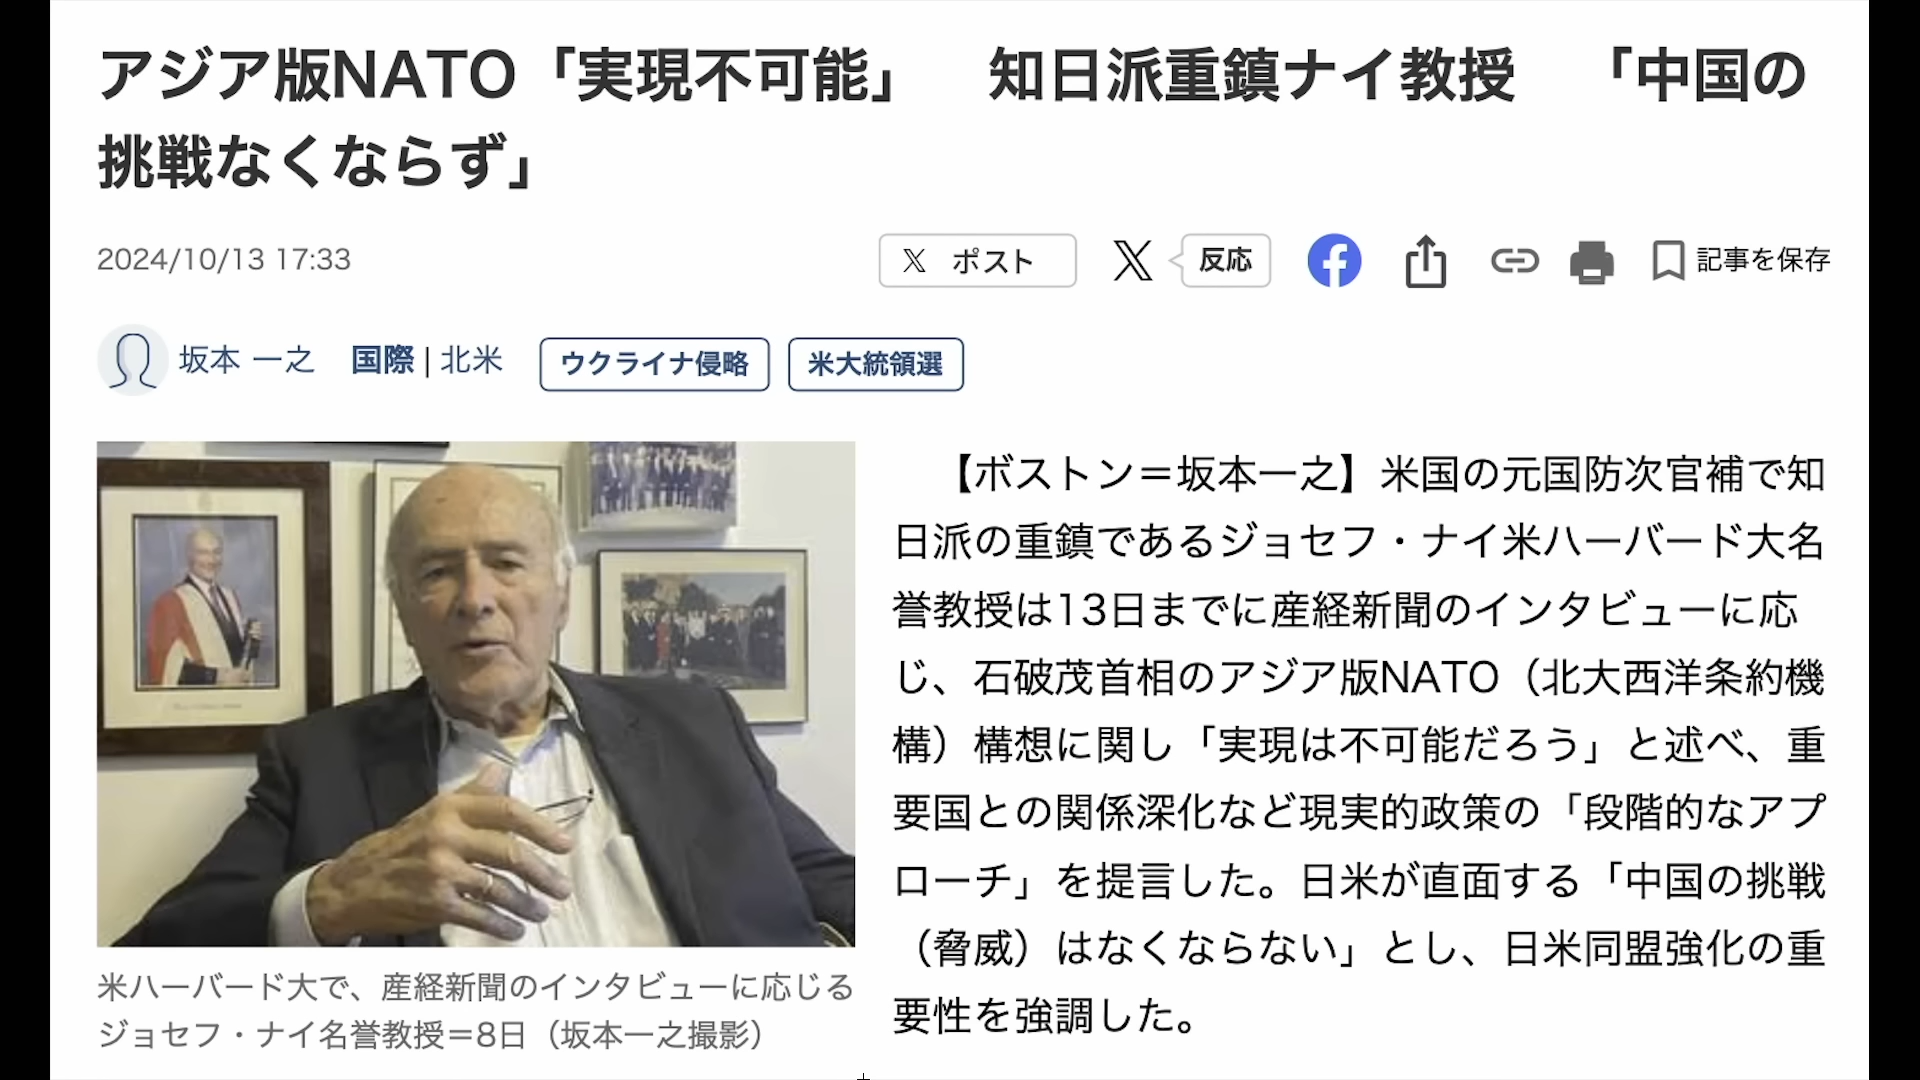 アジア版NATO「実現不可能」　知日派重鎮ナイ教授　「中国の
挑戦なくならず」
2024/10/13 17:33
ポスト
反応
記事を保存
坂本 一之
国際 | 北米
ウクライナ侵略
米大統領選
【ボストン＝坂本一之】米国の元国防次官補で知
日派の重鎮であるジョセフ・ナイ米ハーバード大名
誉教授は13日までに産経新聞のインタビューに応
じ、石破茂首相のアジア版NATO（北大西洋条約機
構）構想に関し「実現は不可能だろう」と述べ、重
要国との関係深化など現実的政策の「段階的なアプ
ローチ」を提言した。日米が直面する「中国の挑戦
（脅威）はなくならない」とし、日米同盟強化の重
要性を強調した。
米ハーバード大で、産経新聞のインタビューに応じる
ジョセフ・ナイ名誉教授＝8日（坂本一之撮影）